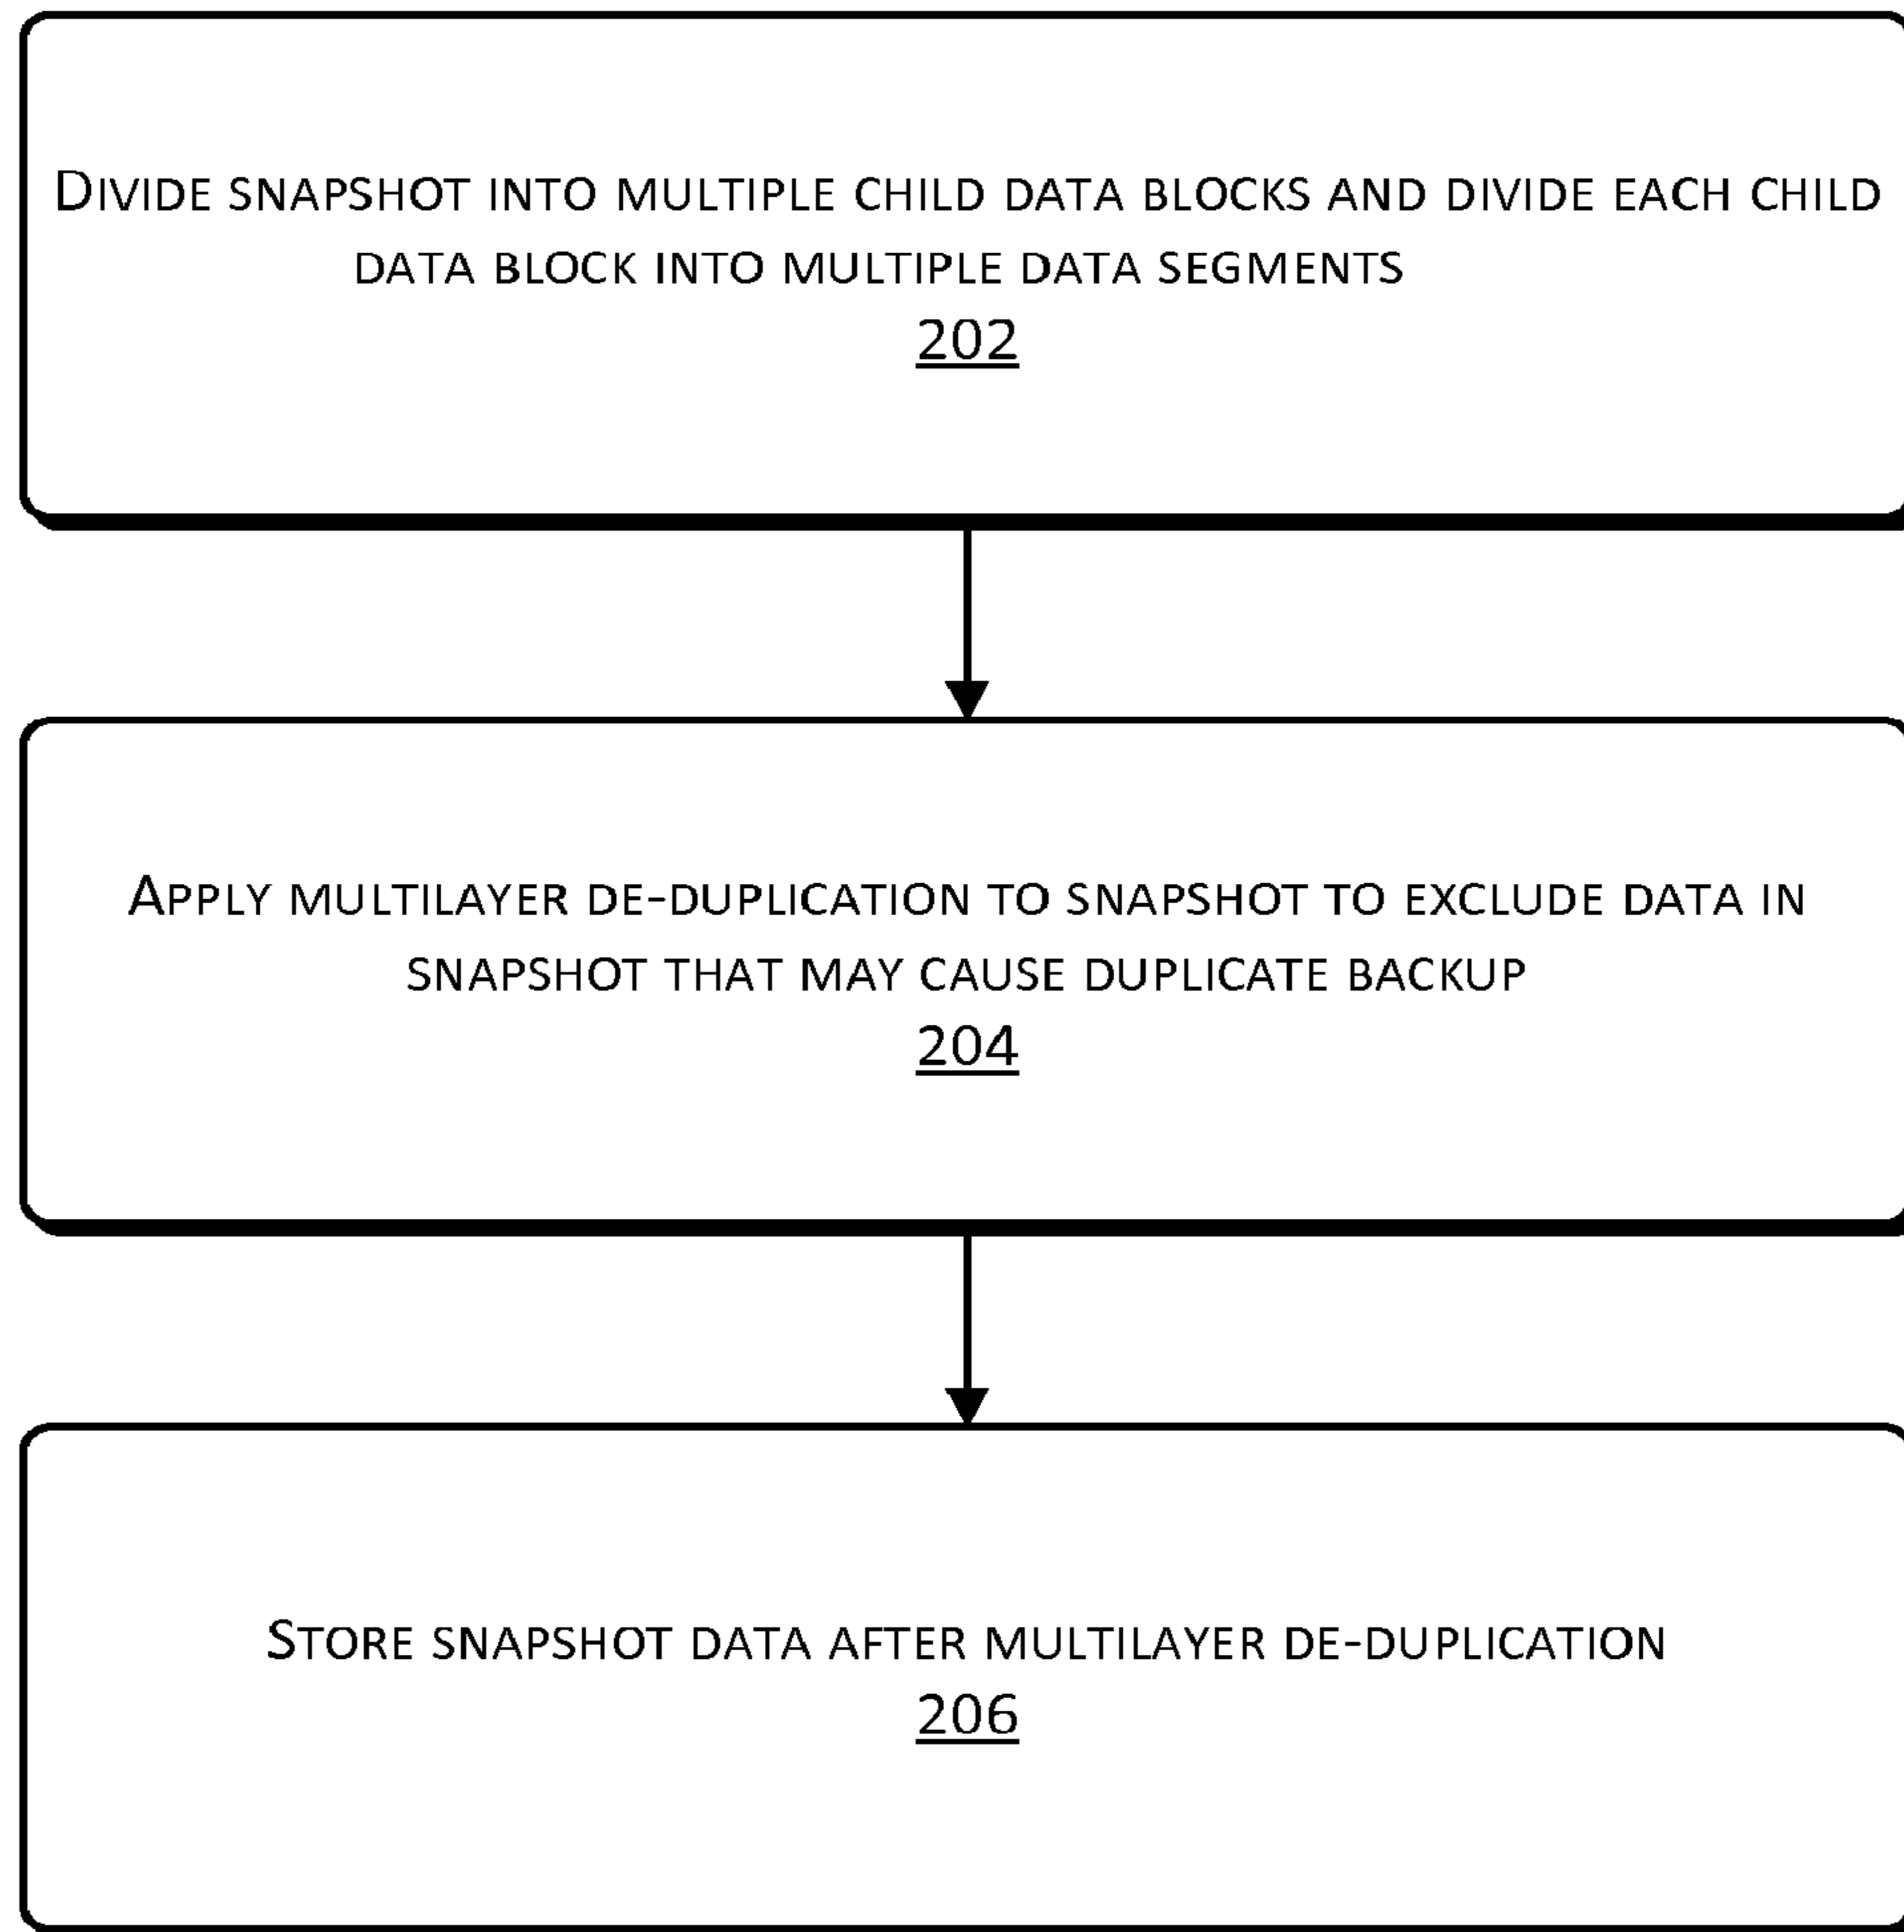 DIVIDE SNAPSHOT INTO MULTIPLE CHILD DATA BLOCKS AND DIVIDE EACH CHILD
DATA BLOCK INTO MULTIPLE DATA SEGMENTS
202
APPLY MULTILAYER DE-DUPLICATION TO SNAPSHOT TO EXCLUDE DATA IN
SNAPSHOT THAT MAY CAUSE DUPLICATE BACKUP
204
STORE SNAPSHOT DATA AFTER MULTILAYER DE-DUPLICATION
206